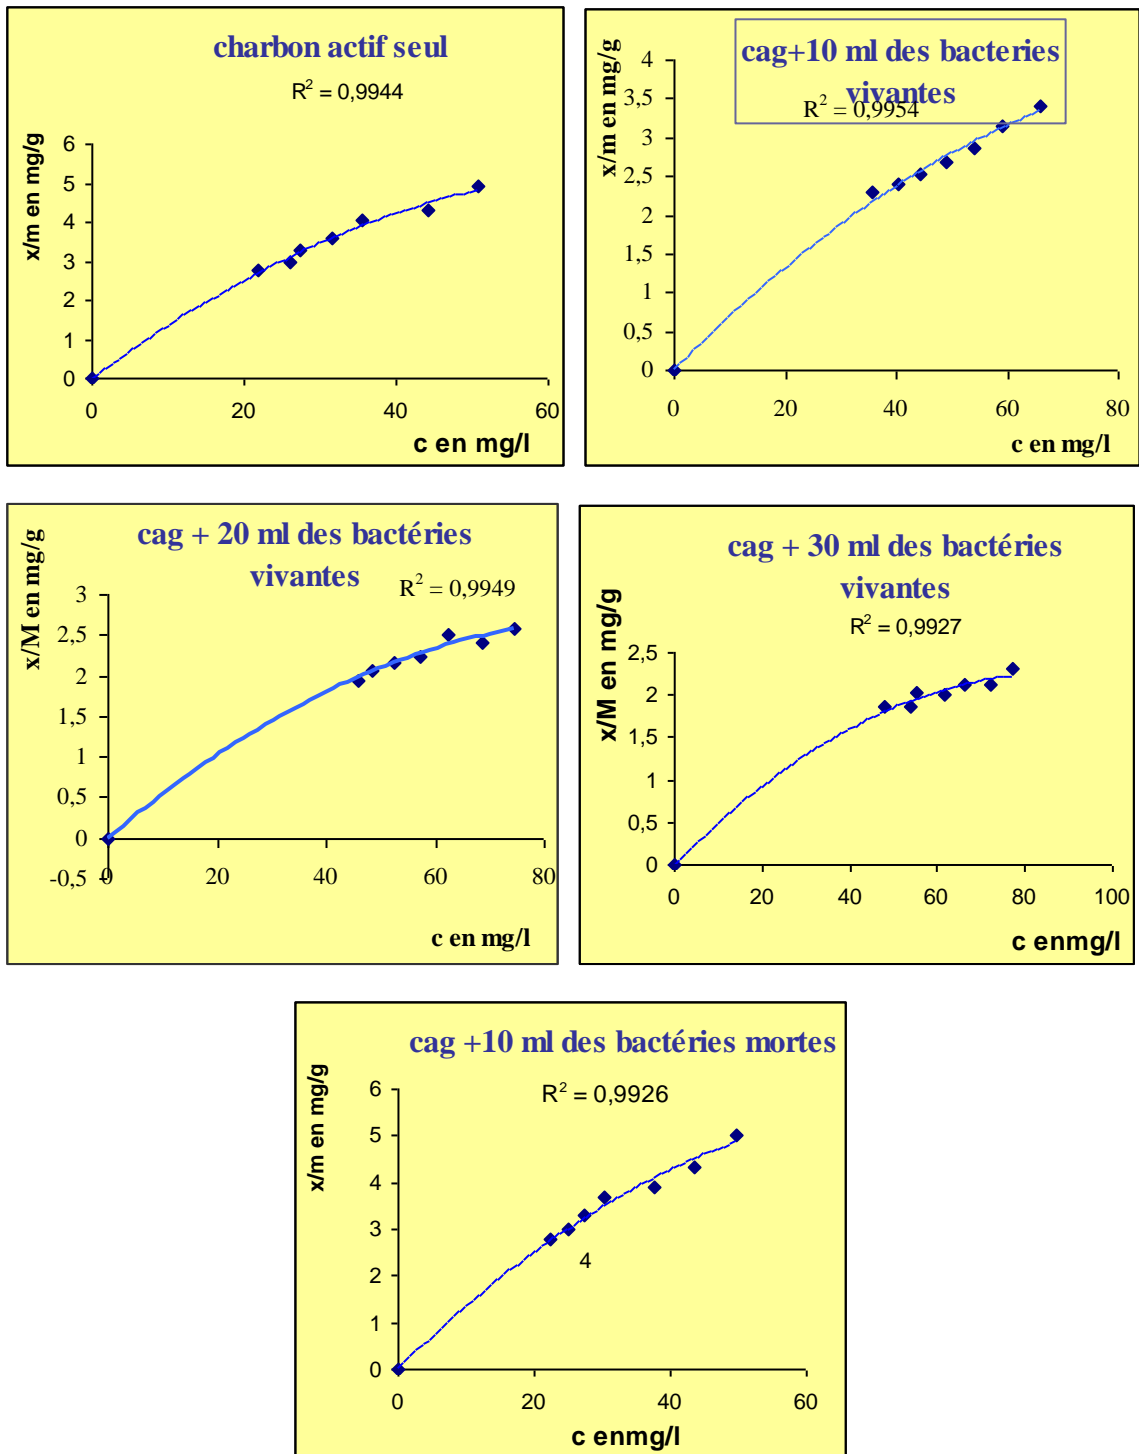 charbon actif seul
R² = 0,9944
x/m en mg/g
6
5
4
3
2
1
0
0 20 40 60
c en mg/l
cag+10 ml des bacteries
vivantes
R² = 0,9954
x/m en mg/g
4
3,5
3
2,5
2
1,5
1
0,5
0
0 20 40 60 80
c en mg/l
cag + 20 ml des bactéries
vivantes
R² = 0,9949
x/M en mg/g
3
2,5
2
1,5
1
0,5
0
-0,5
0 20 40 60 80
c en mg/l
cag + 30 ml des bactéries
vivantes
R² = 0,9927
x/M en mg/g
2,5
2
1,5
1
0,5
0
0 20 40 60 80 100
c enmg/l
cag +10 ml des bactéries mortes
R² = 0,9926
x/m en mg/g
6
5
4
3
2
1
0
4
0 20 40 60
c enmg/l